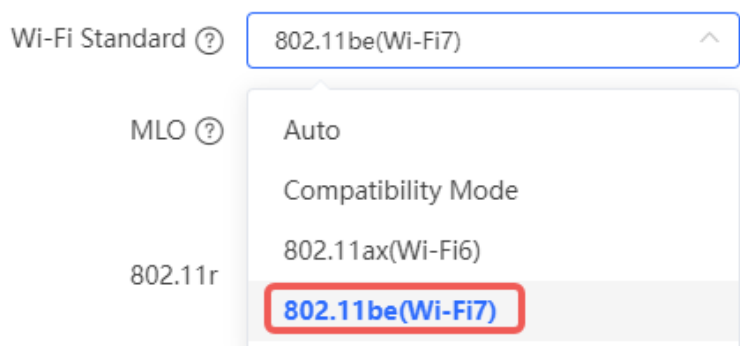 Wi-Fi Standard ? 802.11be(Wi-Fi7)
MLO ? Auto
Compatibility Mode
802.11ax(Wi-Fi6)
802.11r
802.11be(Wi-Fi7)